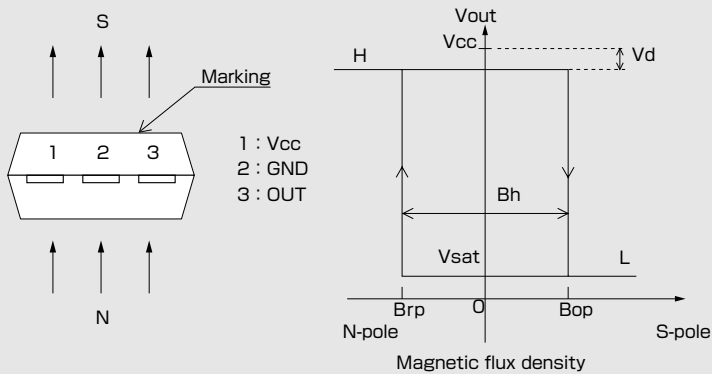 S
Marking
1 2 3
N
1 : Vcc
2 : GND
3 : OUT
Vout
Vcc
H
Vd
Bh
Vsat
L
Brp
O
Bop
N-pole
S-pole
Magnetic flux density